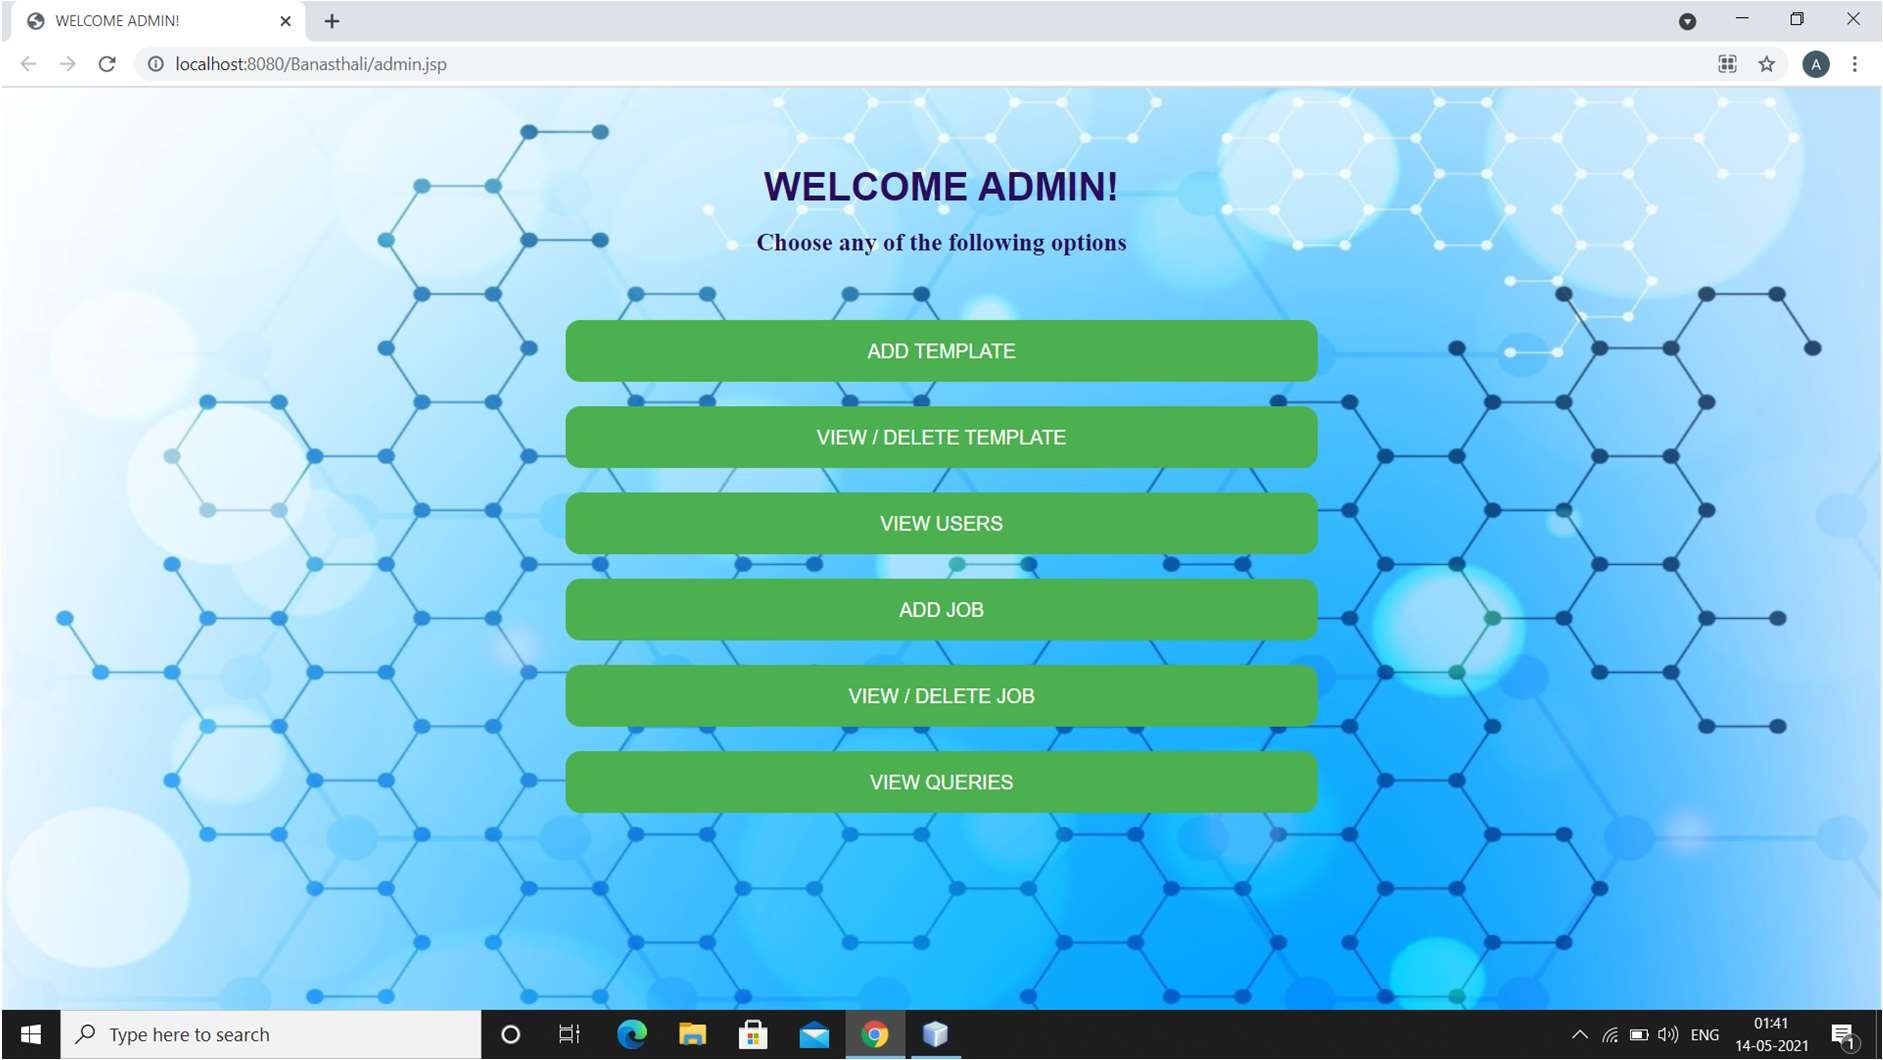 WELCOME ADMIN!
localhost:8080/Banasthali/admin.jsp
A
WELCOME ADMIN!
Choose any of the following options
ADD TEMPLATE
VIEW / DELETE TEMPLATE
VIEW USERS
ADD JOB
VIEW / DELETE JOB
VIEW QUERIES
Type here to search
ENG
01:41
14-05-2021
1